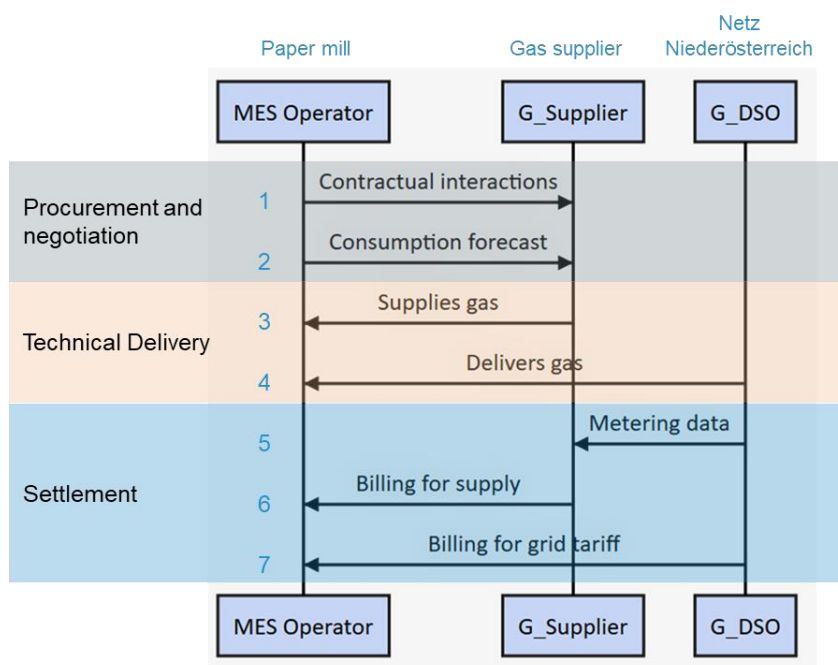 Paper mill
Gas supplier
Netz
Niederösterreich
MES Operator
G_Supplier
G_DSO
Procurement and
negotiation
1
Contractual interactions
2
Consumption forecast
Technical Delivery
3
Supplies gas
4
Delivers gas
Settlement
5
Metering data
6
Billing for supply
7
Billing for grid tariff
MES Operator
G_Supplier
G_DSO